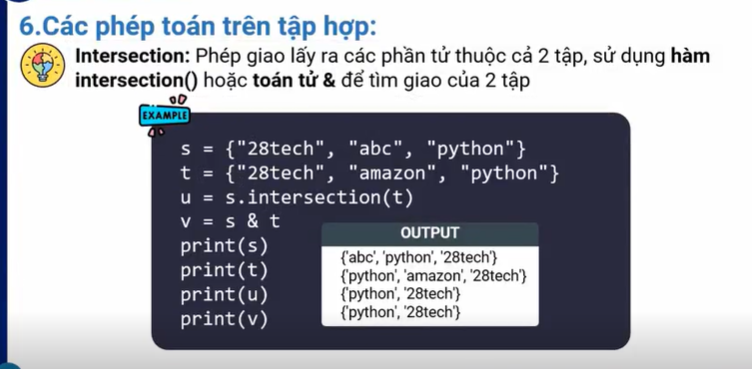 6.Các phép toán trên tập hợp:
Intersection: Phép giao lấy ra các phần tử thuộc cả 2 tập, sử dụng hàm
intersection() hoặc toán tử & để tìm giao của 2 tập
EXAMPLE
s = {"28tech", "abc", "python"}
t = {"28tech", "amazon", "python"}
u = s.intersection(t)
v = s & t
print(s)
print(t)
print(u)
print(v)
OUTPUT
{'abc', 'python', '28tech'}
{'python', 'amazon', '28tech'}
{'python', '28tech'}
{'python', '28tech'}